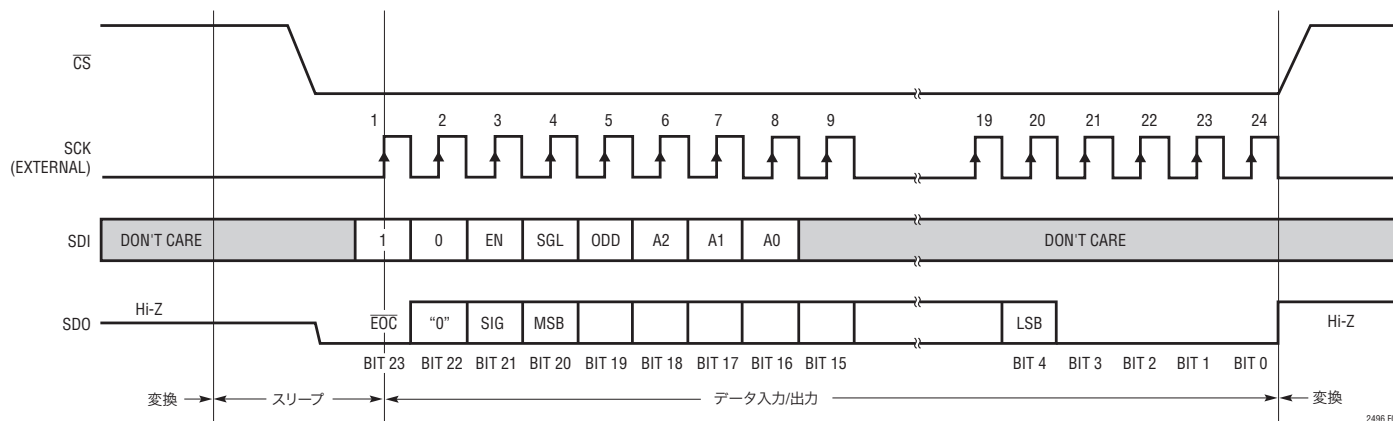 CS
1 2 3 4 5 6 7 8 9 19 20 21 22 23 24
SCK
(EXTERNAL)
SDI DON'T CARE 1 0 EN SGL ODD A2 A1 A0 DON'T CARE
Hi-Z
SDO EOC "0" SIG MSB LSB Hi-Z
BIT 23 BIT 22 BIT 21 BIT 20 BIT 19 BIT 18 BIT 17 BIT 16 BIT 15 BIT 4 BIT 3 BIT 2 BIT 1 BIT 0
変換 スリープ データ入力/出力 変換
2496